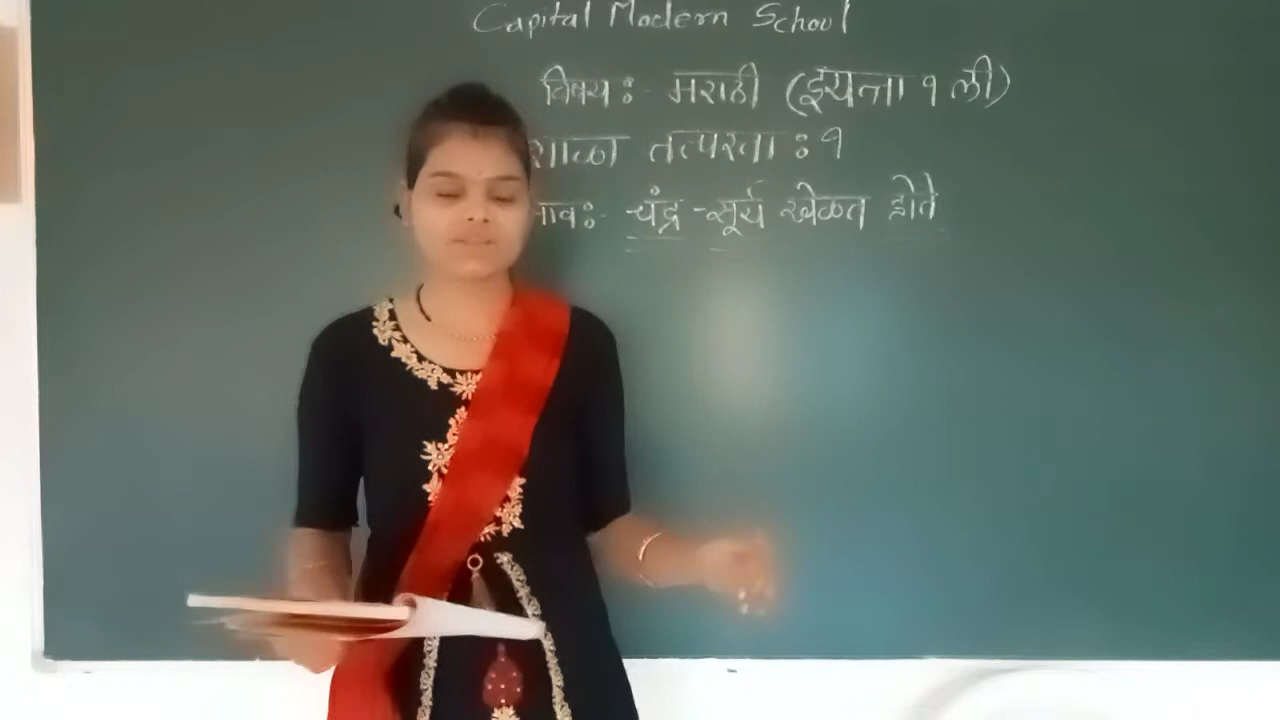 Capital Modern School
विषय :- मराठी (इयत्ता १ ली)
शाळा तत्परता : १
नाव :- चंद्र -सूर्य खेळत होते